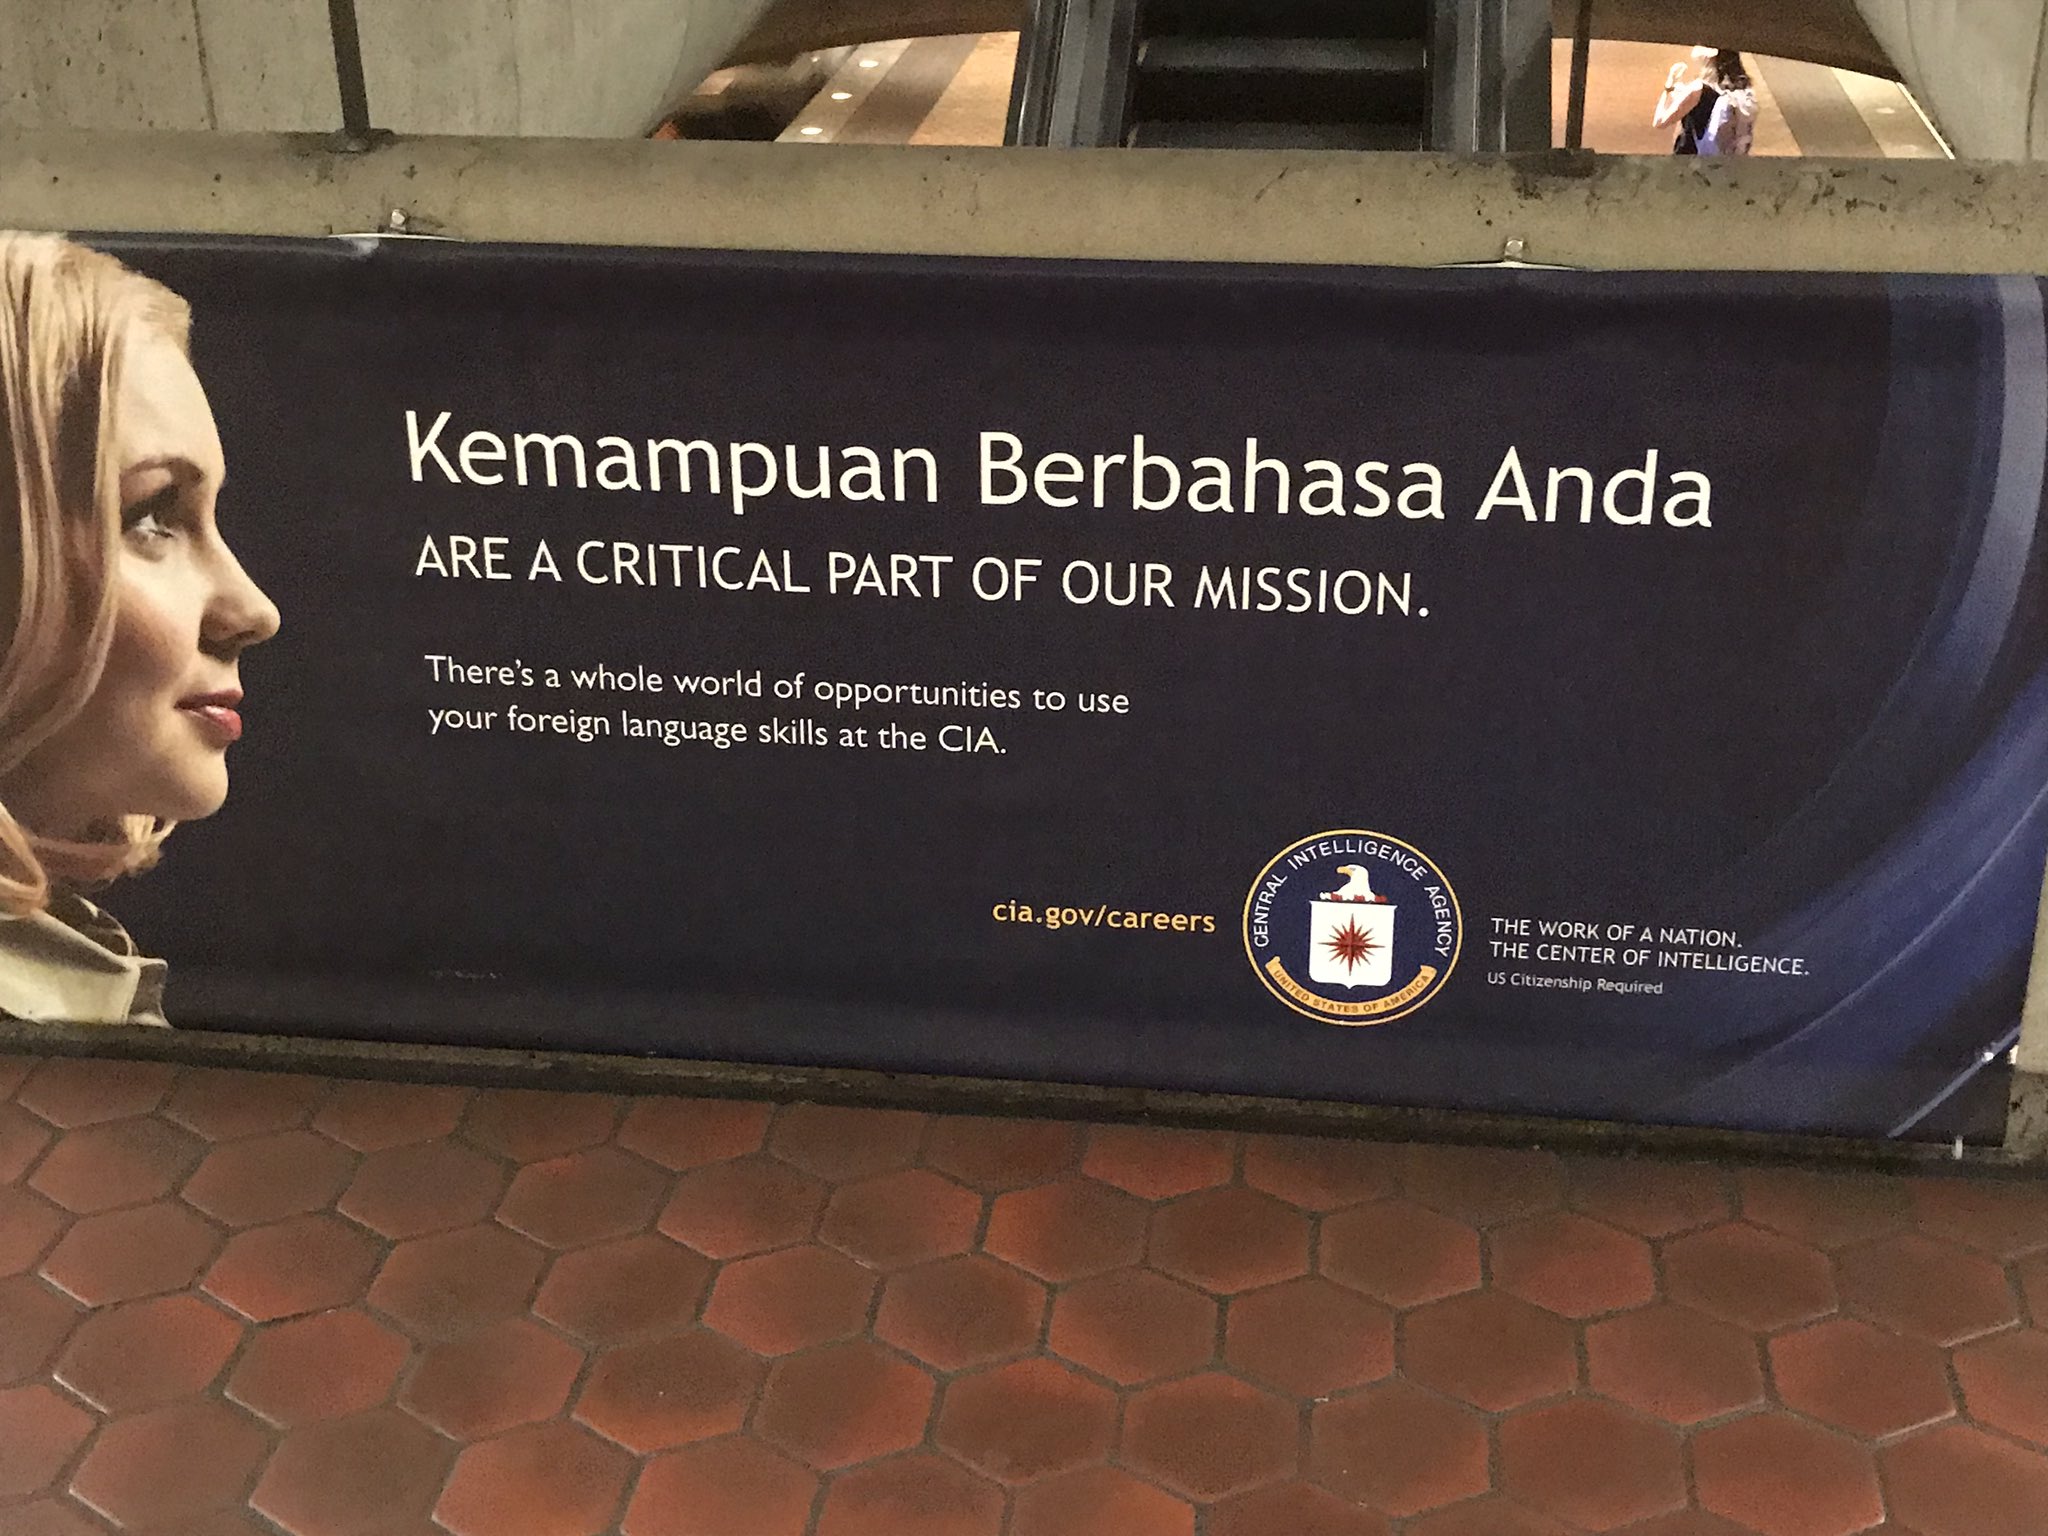 Kemampuan Berbahasa Anda
ARE A CRITICAL PART OF OUR MISSION.
There's a whole world of opportunities to use
your foreign language skills at the CIA.
cia.gov/careers
CENTRAL INTELLIGENCE AGENCY
UNITED STATES OF AMERICA
THE WORK OF A NATION.
THE CENTER OF INTELLIGENCE.
US Citizenship Required